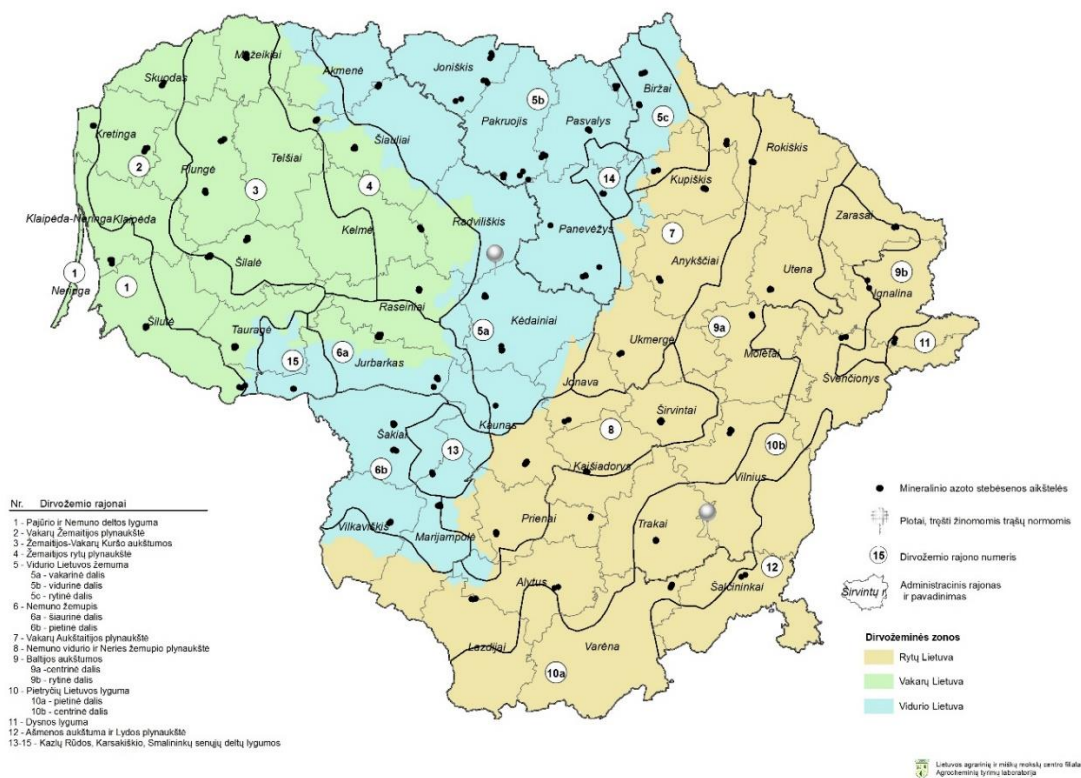 Mažeikiai
Skuodas
Akmenė
Joniškis
Biržai
5b
5c
Kretinga
Pakruojis
Pasvalys
Šiauliai
Rokiškis
2
Plungė
Telšiai
3
4
14
Kupiškis
Klaipėda-Neringa
Klaipėda
Radviliškis
Panevėžys
Zarasai
Kelmė
7
Anykščiai
Utena
9b
Ignalina
1
Neringa
1
Šilalė
Raseiniai
5a
Kėdainiai
Šilutė
Tauragė
6a
Jurbarkas
15
Ukmergė
9a
Molėtai
11
Švenčionys
Jonava
Širvintai
8
Kaunas
Šakiai
13
6b
Kaišiadorys
10b
Vilnius
Vilkaviškis
Marijampolė
Prienai
Trakai
Alytus
12
Šalčininkai
Lazdijai
Varėna
10a
Nr. Dirvožemio rajonai
1 - Pajūrio ir Nemuno deltos lyguma
2 - Vakarų Žemaitijos plynaukštė
3 - Žemaitijos-Vakarų Kuršo aukštumos
4 - Žemaitijos rytų plynaukštė
5 - Vidurio Lietuvos žemuma
5a - vakarinė dalis
5b - vidurinė dalis
5c - rytinė dalis
6 - Nemuno žemupis
6a - šiaurinė dalis
6b - pietinė dalis
7 - Vakarų Aukštaitijos plynaukštė
8 - Nemuno vidurio ir Neries žemupio plynaukštė
9 - Baltijos aukštumos
9a -centrinė dalis
9b - rytinė dalis
10 - Pietryčių Lietuvos lyguma
10a - pietinė dalis
10b - centrinė dalis
11 - Dysnos lyguma
12 - Ašmenos aukštuma ir Lydos plynaukštė
13-15 - Kazlų Rūdos, Karsakiškio, Smalininkų senųjų deltų lygumos
Mineralinio azoto stebėsenos aikštelės
Plotai, tręšti žinomomis trąšų normomis
15 Dirvožemio rajono numeris
Širvintų r. Administracinis rajonas
ir pavadinimas
Dirvožeminės zonos
Rytų Lietuva
Vakarų Lietuva
Vidurio Lietuva
Lietuvos agrarinių ir miškų mokslų centro filialas
Agrocheminių tyrimų laboratorija